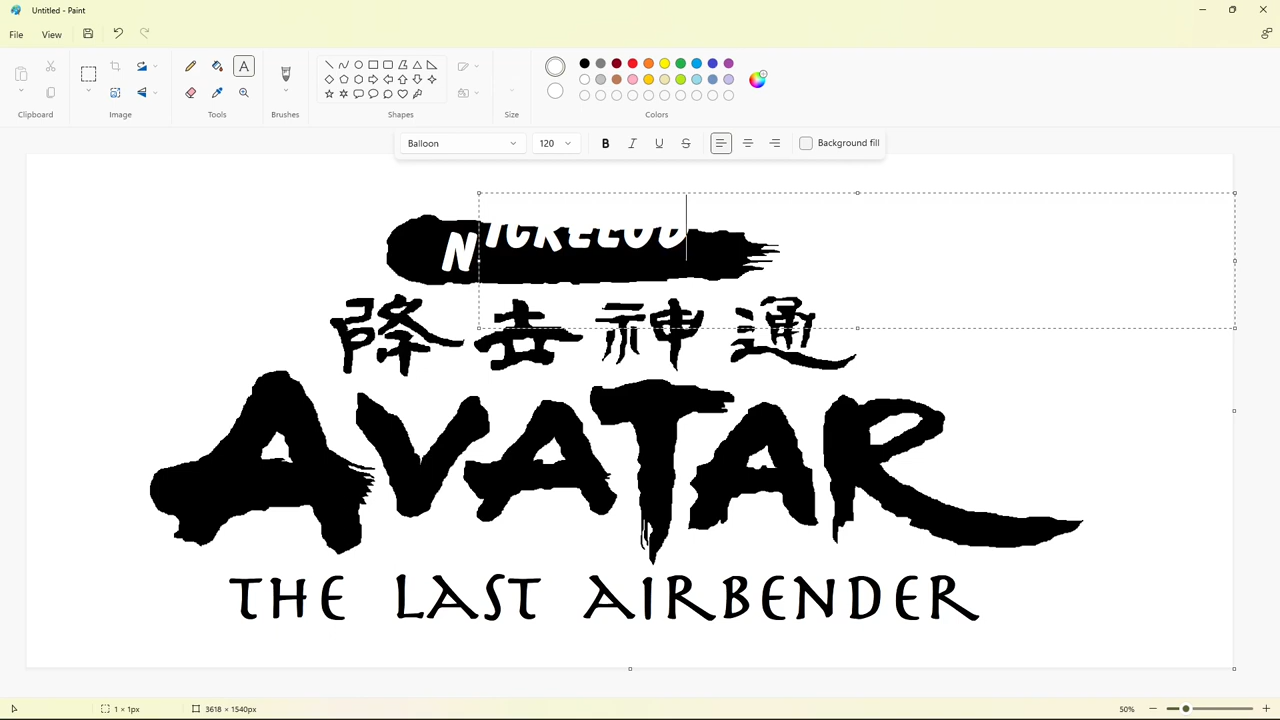 Untitled - Paint
File View
Balloon 120 B I U S Background fill
A
Clipboard Image Tools Brushes Shapes Size Colors
NICKELOD
降去神通
AVATAR
THE LAST AIRBENDER
1 × 1px 3618 × 1540px 50%